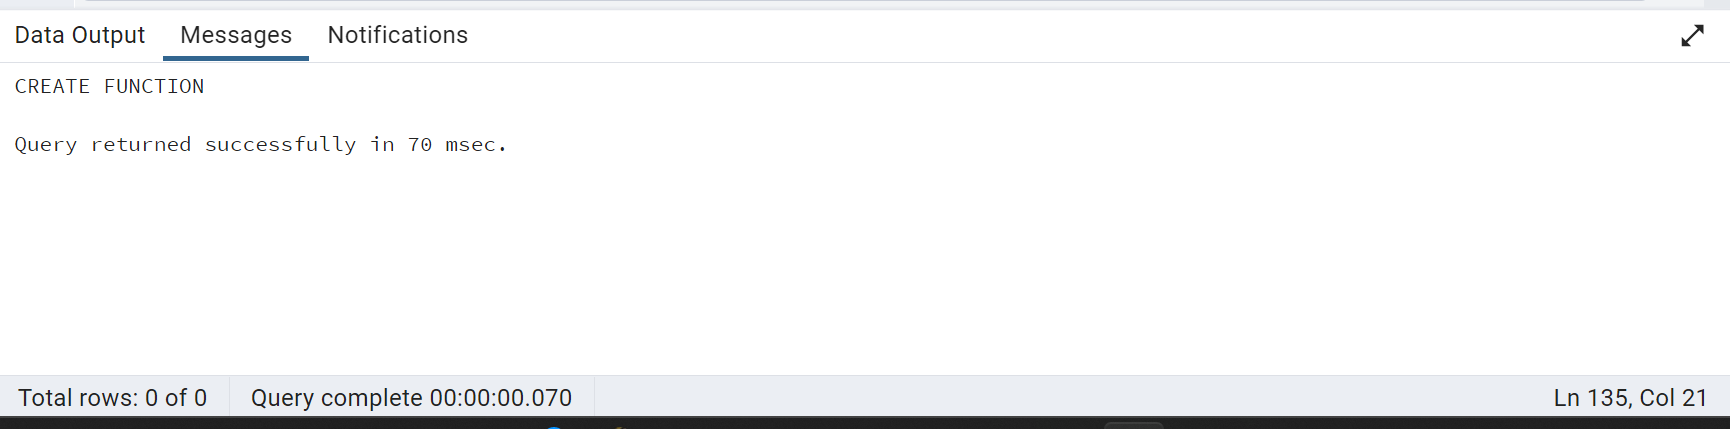 Data Output Messages Notifications
CREATE FUNCTION
Query returned successfully in 70 msec.
Total rows: 0 of 0 Query complete 00:00:00.070 Ln 135, Col 21